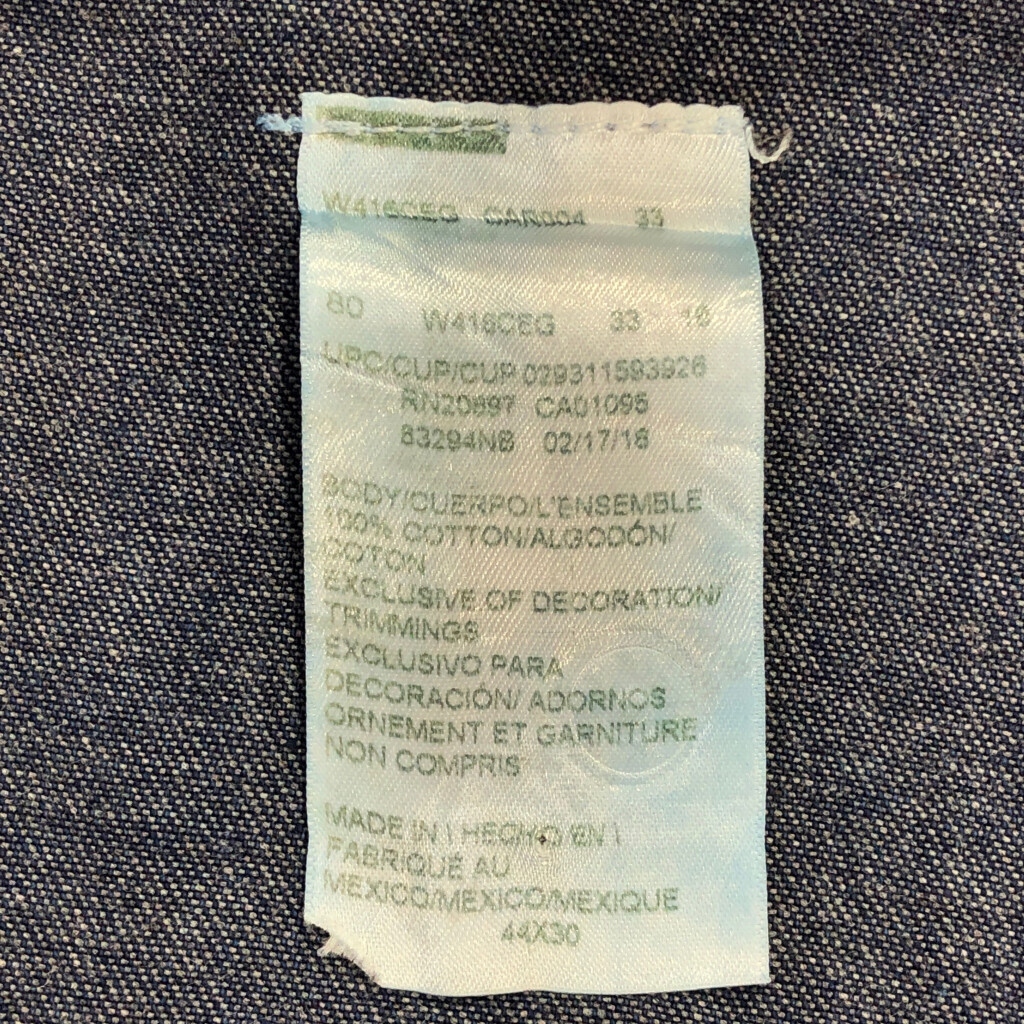 W416CEG CAR004 33
80 W416CEG 33 16
UPC/CUP/CUP 029311593926
RN20697 CA01095
83294NB 02/17/16
BODY/CUERPO/L'ENSEMBLE
100% COTTON/ALGODÓN/
COTON
EXCLUSIVE OF DECORATION/
TRIMMINGS
EXCLUSIVO PARA
DECORACIÓN/ ADORNOS
ORNEMENT ET GARNITURE
NON COMPRIS
MADE IN \ HECHO EN \
FABRIQUÉ AU
MEXICO/MEXICO/MEXIQUE
44X30